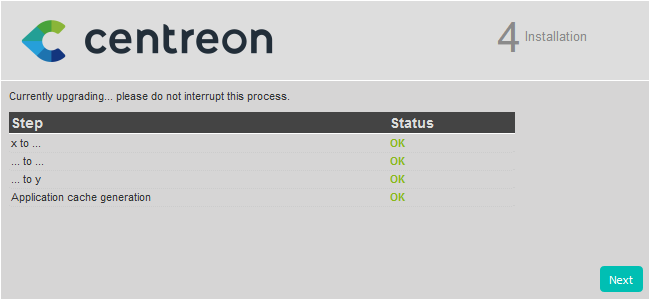 centreon
4 Installation
Currently upgrading... please do not interrupt this process.
Step Status
x to ... OK
... to ... OK
... to y OK
Application cache generation OK
Next